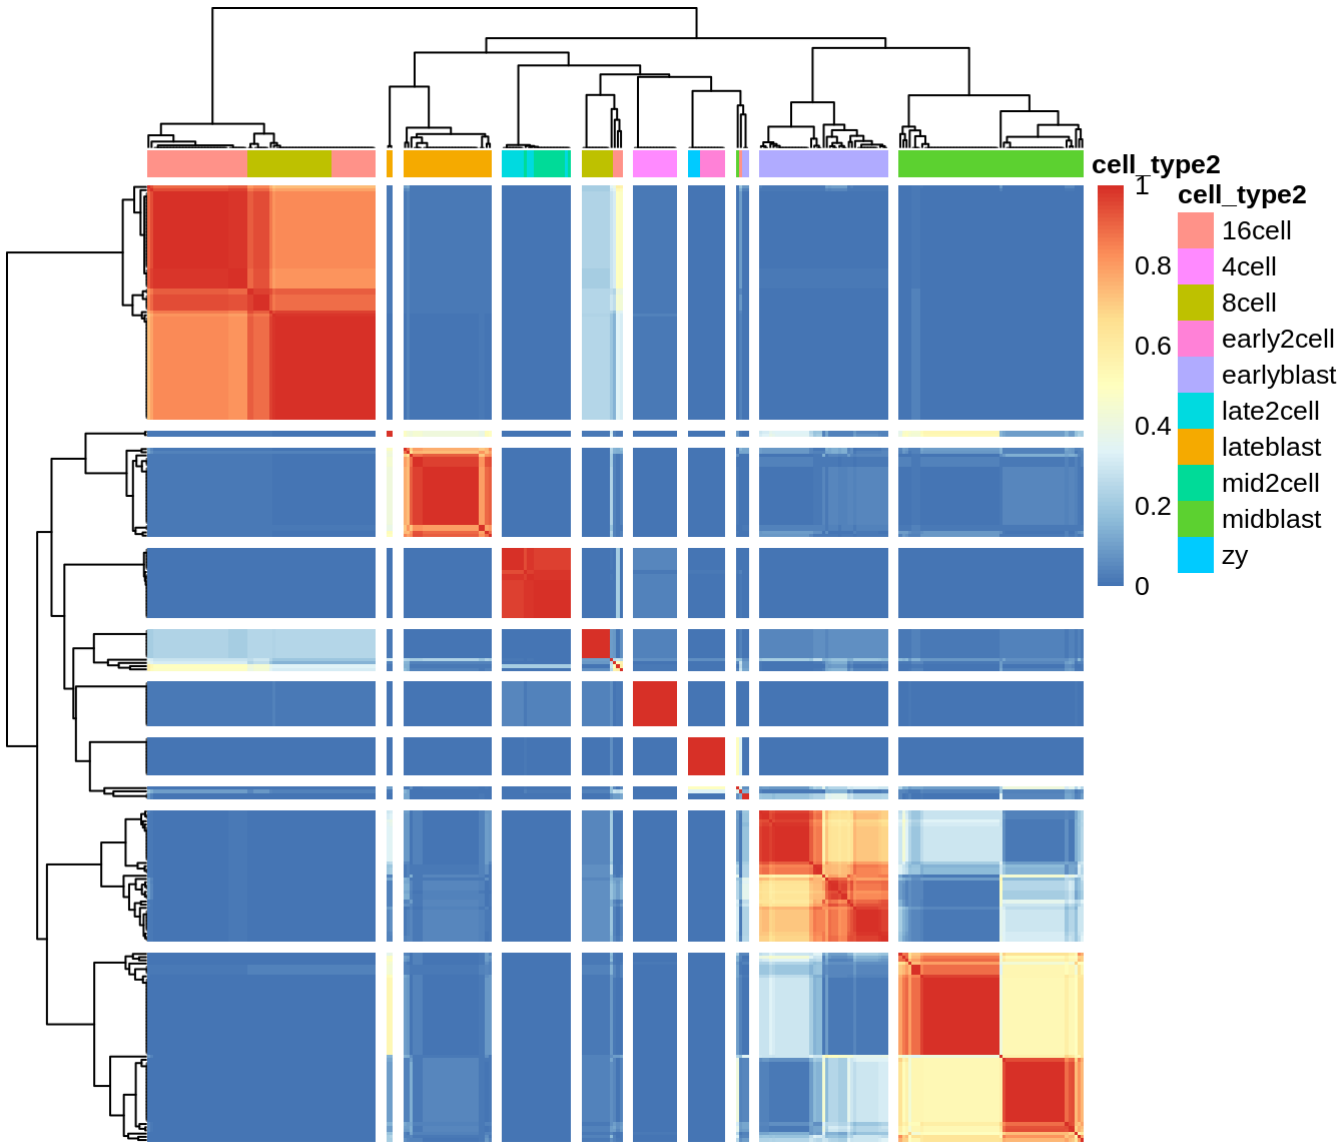 cell_type2
1
0.8
0.6
0.4
0.2
0
cell_type2
16cell
4cell
8cell
early2cell
earlyblast
late2cell
lateblast
mid2cell
midblast
zy